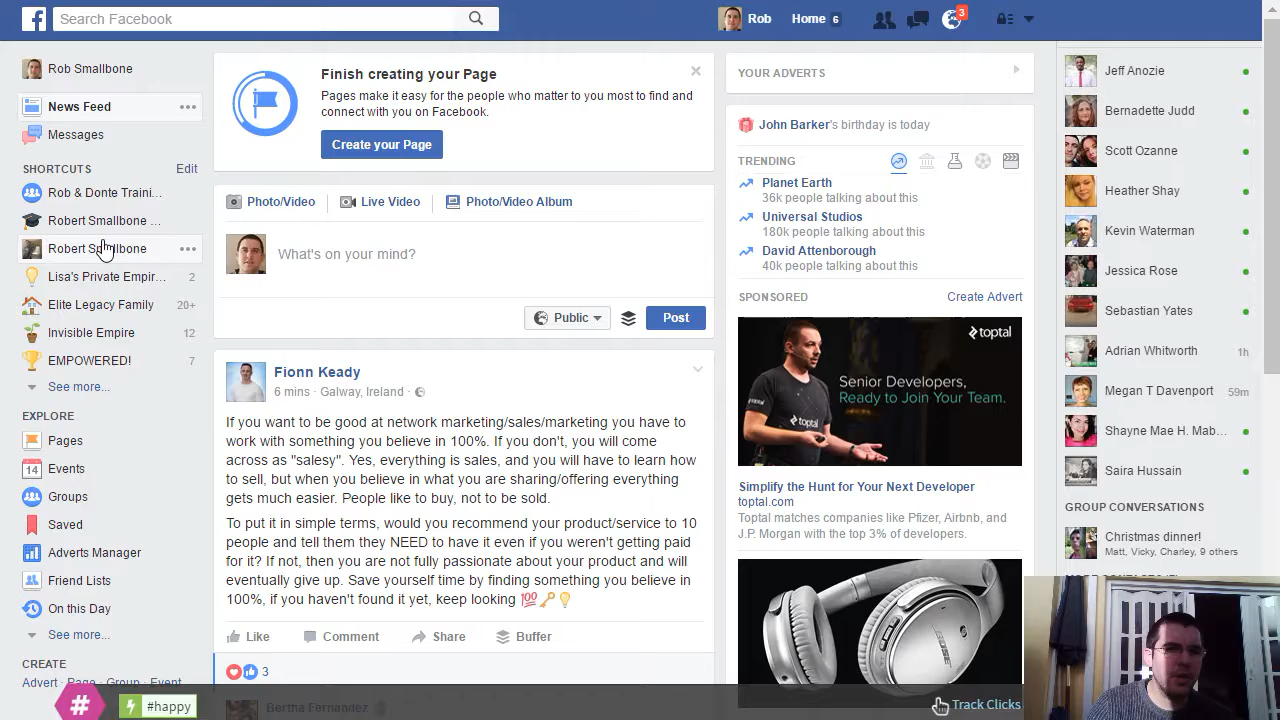 Search Facebook
Rob
Home 6
3
Rob Smallbone
News Feed
Messages
SHORTCUTS Edit
Rob & Donte Traini...
Robert Smallbone ...
Robert Smallbone
Lisa's Private Empir... 2
Elite Legacy Family 20+
Invisible Empire 12
EMPOWERED! 7
See more...
EXPLORE
Pages
14 Events
Groups
Saved
Adverts Manager
Friend Lists
On this Day
See more...
CREATE
Advert · Page · Group · Event
#
#happy
Finish creating your Page
Pages make it easy for the people who matter to you most to find and
connect with you on Facebook.
Create your Page
Photo/Video
Live Video
Photo/Video Album
What's on your mind?
Public
Post
Fionn Keady
6 mins · Galway, Ireland ·
If you want to be good at network marketing/sales/marketing you have to
work with something you believe in 100%. If you don't, you will come
across as "salesy". Yes everything is sales, and you will have to learn how
to sell, but when you believe in what you are sharing/offering everything
gets much easier. People like to buy, not to be sold.
To put it in simple terms, would you recommend your product/service to 10
people and tell them they NEED to have it even if you weren't getting paid
for it? If not, then you are not fully passionate about your product and will
eventually give up. Save yourself time by finding something you believe in
100%, if you haven't found it yet, keep looking 💯🔑💡
Like Comment Share Buffer
3
Bertha Fernandez
YOUR ADVERTS
John Barker's birthday is today
TRENDING
Planet Earth
36k people talking about this
Universal Studios
180k people talking about this
David Attenborough
40k people talking about this
SPONSORED Create Advert
toptal
Senior Developers,
Ready to Join Your Team.
toptal
Simplify the Hunt for Your Next Developer
toptal.com
Toptal matches companies like Pfizer, Airbnb, and
J.P. Morgan with the top 3% of developers.
BOSE
Track Clicks
Jeff Anozie
Bernadette Judd
Scott Ozanne
Heather Shay
Kevin Waterman
Jessica Rose
Sebastian Yates
Adrian Whitworth 1h
Megan T Davenport 59m
Shayne Mae H. Mab...
Saira Hussain
GROUP CONVERSATIONS
Christmas dinner!
Matt, Vicky, Charley, 9 others